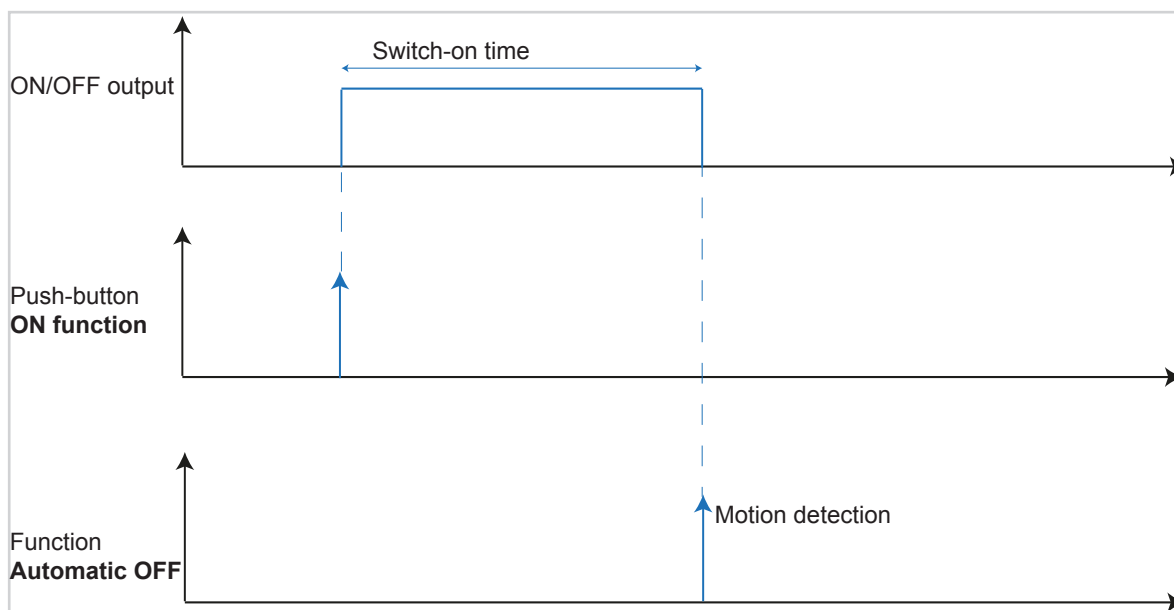 Switch-on time
ON/OFF output
Push-button
ON function
Motion detection
Function
Automatic OFF